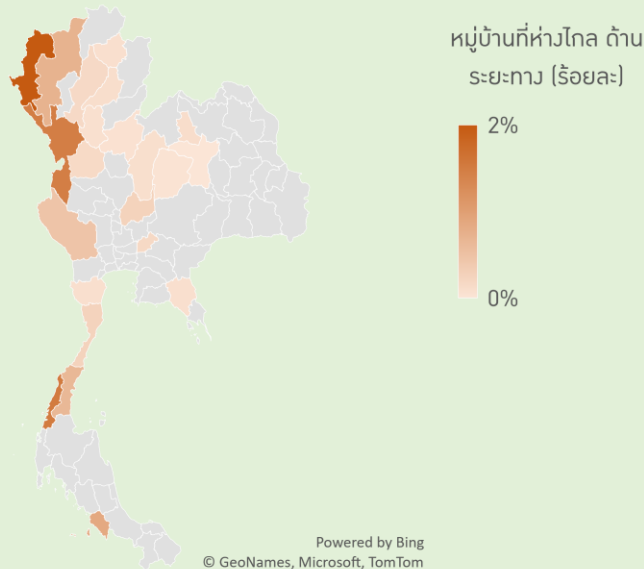 หมู่บ้านที่ห่างไกล ด้าน
ระยะทาง (ร้อยละ)
2%
0%
Powered by Bing
© GeoNames, Microsoft, TomTom